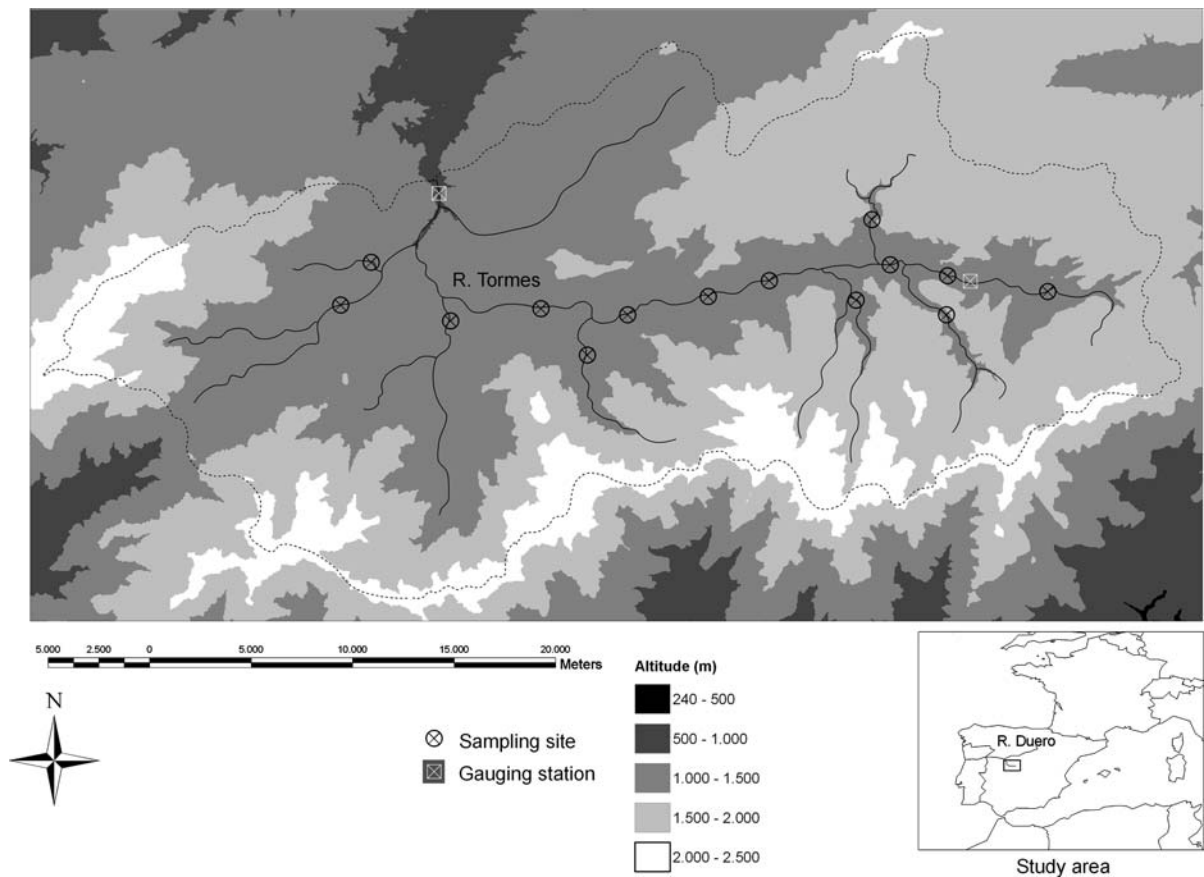 R. Tormes
5.000 2.500 0 5.000 10.000 15.000 20.000
Meters
N
Sampling site
Gauging station
Altitude (m)
240 - 500
500 - 1.000
1.000 - 1.500
1.500 - 2.000
2.000 - 2.500
R. Duero
Study area